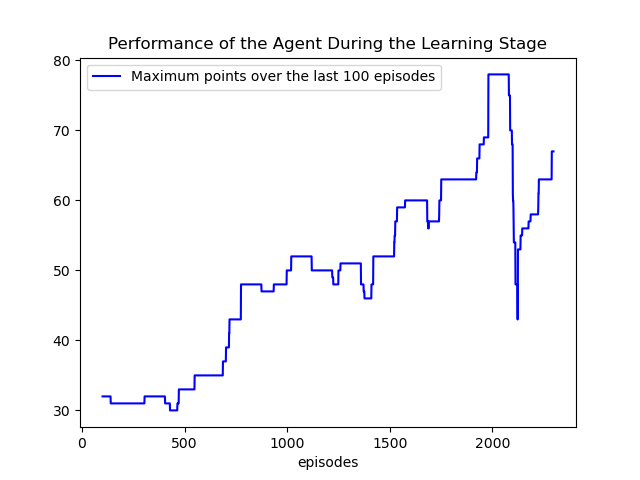 Performance of the Agent During the Learning Stage
Maximum points over the last 100 episodes
80
70
60
50
40
30
0 500 1000 1500 2000
episodes